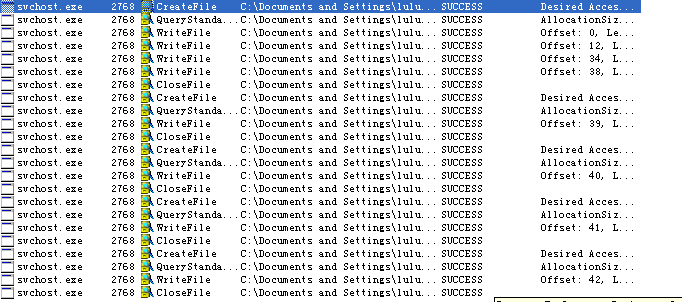 svchost.exe 2768 CreateFile C:\Documents and Settings\lulu... SUCCESS Desired Acces...
svchost.exe 2768 QueryStanda... C:\Documents and Settings\lulu... SUCCESS AllocationSiz...
svchost.exe 2768 WriteFile C:\Documents and Settings\lulu... SUCCESS Offset: 0, Le...
svchost.exe 2768 WriteFile C:\Documents and Settings\lulu... SUCCESS Offset: 12, L...
svchost.exe 2768 WriteFile C:\Documents and Settings\lulu... SUCCESS Offset: 34, L...
svchost.exe 2768 WriteFile C:\Documents and Settings\lulu... SUCCESS Offset: 38, L...
svchost.exe 2768 CloseFile C:\Documents and Settings\lulu... SUCCESS
svchost.exe 2768 CreateFile C:\Documents and Settings\lulu... SUCCESS Desired Acces...
svchost.exe 2768 QueryStanda... C:\Documents and Settings\lulu... SUCCESS AllocationSiz...
svchost.exe 2768 WriteFile C:\Documents and Settings\lulu... SUCCESS Offset: 39, L...
svchost.exe 2768 CloseFile C:\Documents and Settings\lulu... SUCCESS
svchost.exe 2768 CreateFile C:\Documents and Settings\lulu... SUCCESS Desired Acces...
svchost.exe 2768 QueryStanda... C:\Documents and Settings\lulu... SUCCESS AllocationSiz...
svchost.exe 2768 WriteFile C:\Documents and Settings\lulu... SUCCESS Offset: 40, L...
svchost.exe 2768 CloseFile C:\Documents and Settings\lulu... SUCCESS
svchost.exe 2768 CreateFile C:\Documents and Settings\lulu... SUCCESS Desired Acces...
svchost.exe 2768 QueryStanda... C:\Documents and Settings\lulu... SUCCESS AllocationSiz...
svchost.exe 2768 WriteFile C:\Documents and Settings\lulu... SUCCESS Offset: 41, L...
svchost.exe 2768 CloseFile C:\Documents and Settings\lulu... SUCCESS
svchost.exe 2768 CreateFile C:\Documents and Settings\lulu... SUCCESS Desired Acces...
svchost.exe 2768 QueryStanda... C:\Documents and Settings\lulu... SUCCESS AllocationSiz...
svchost.exe 2768 WriteFile C:\Documents and Settings\lulu... SUCCESS Offset: 42, L...
svchost.exe 2768 CloseFile C:\Documents and Settings\lulu... SUCCESS